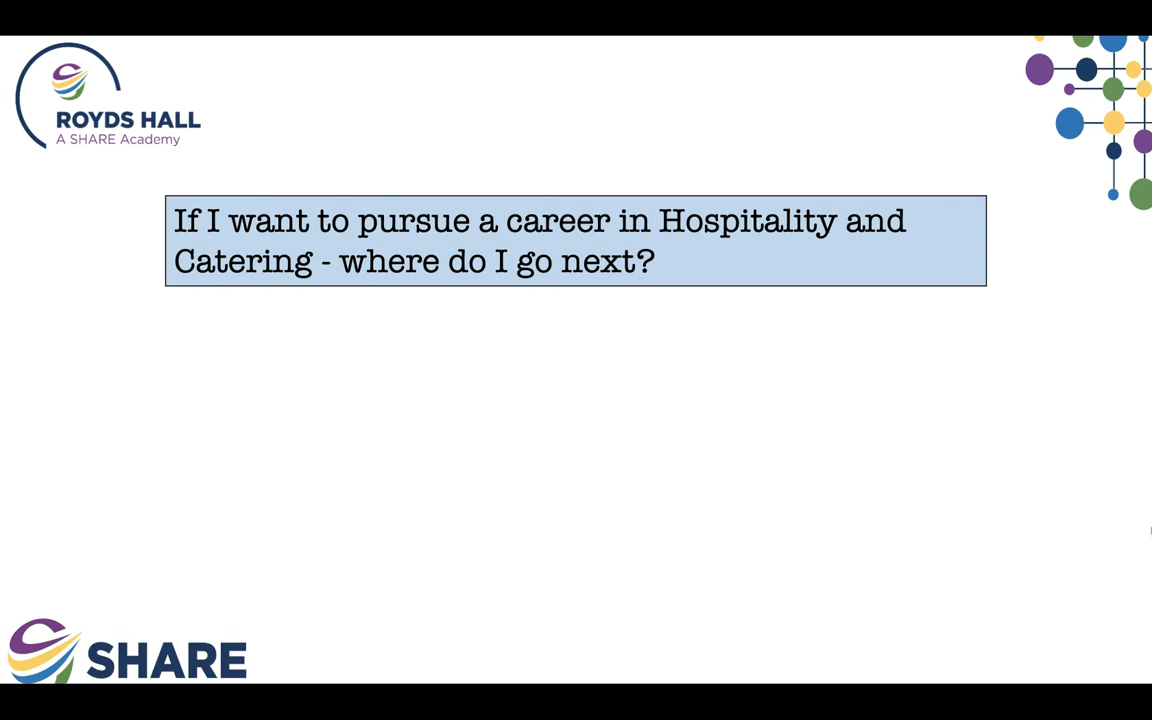 ROYDS HALL
A SHARE Academy
If I want to pursue a career in Hospitality and
Catering - where do I go next?
SHARE